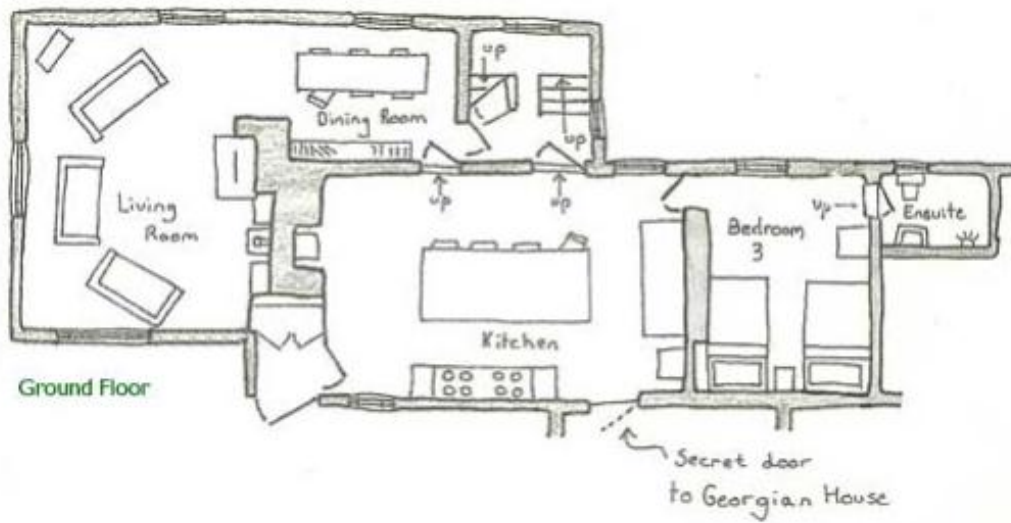 up
up
Dining Room
up
up
up
Living
Room
Ensuite
Bedroom
3
Kitchen
Ground Floor
Secret door
to Georgian House